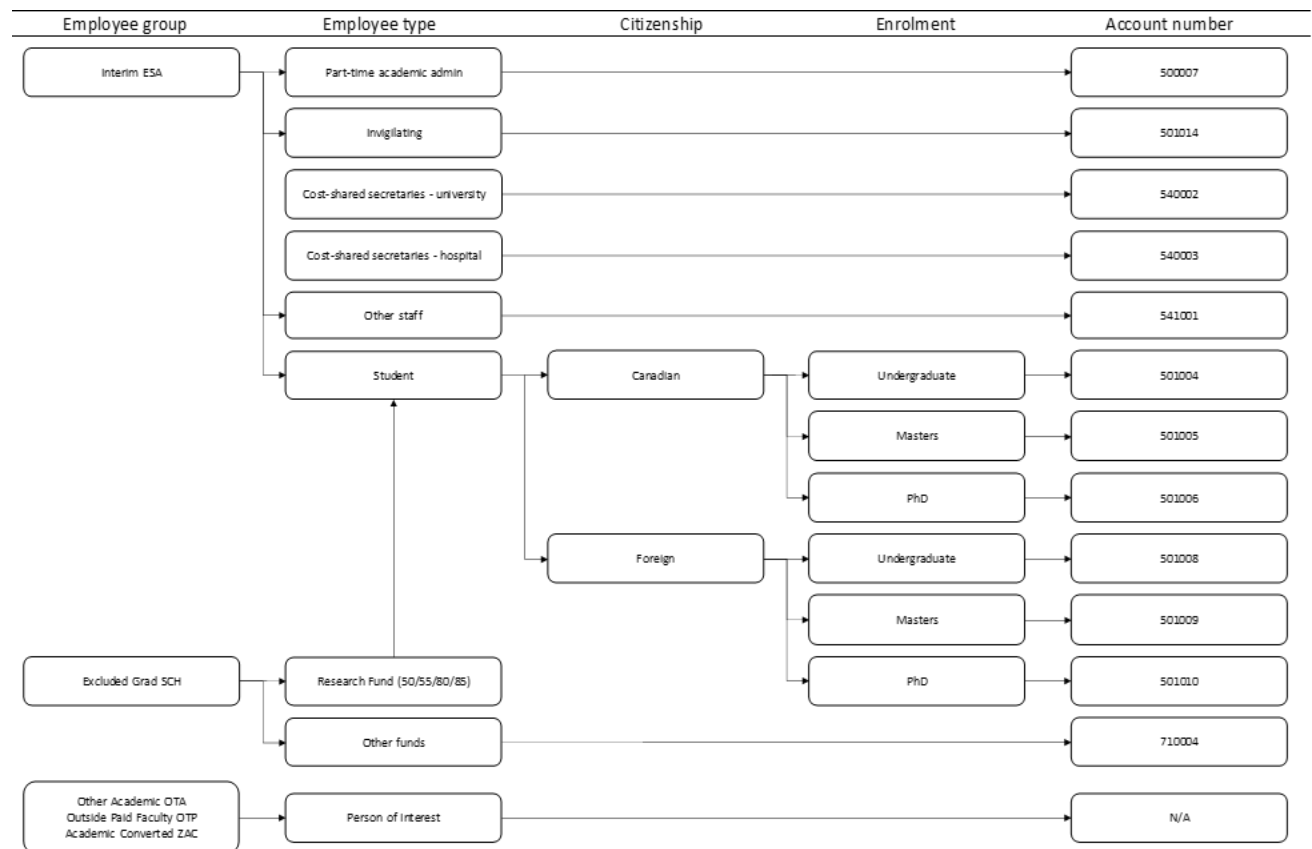 Employee group
Employee type
Citizenship
Enrolment
Account number
Interim ESA
Part-time academic admin
500007
Invigilating
501014
Cost-shared secretaries - university
540002
Cost-shared secretaries - hospital
540003
Other staff
541001
Student
Canadian
Undergraduate
501004
Masters
501005
PhD
501006
Foreign
Undergraduate
501008
Masters
501009
Excluded Grad SCH
Research Fund (50/55/80/85)
PhD
501010
Other funds
710004
Other Academic OTA
Outside Paid Faculty OTP
Academic Converted ZAC
Person of Interest
N/A